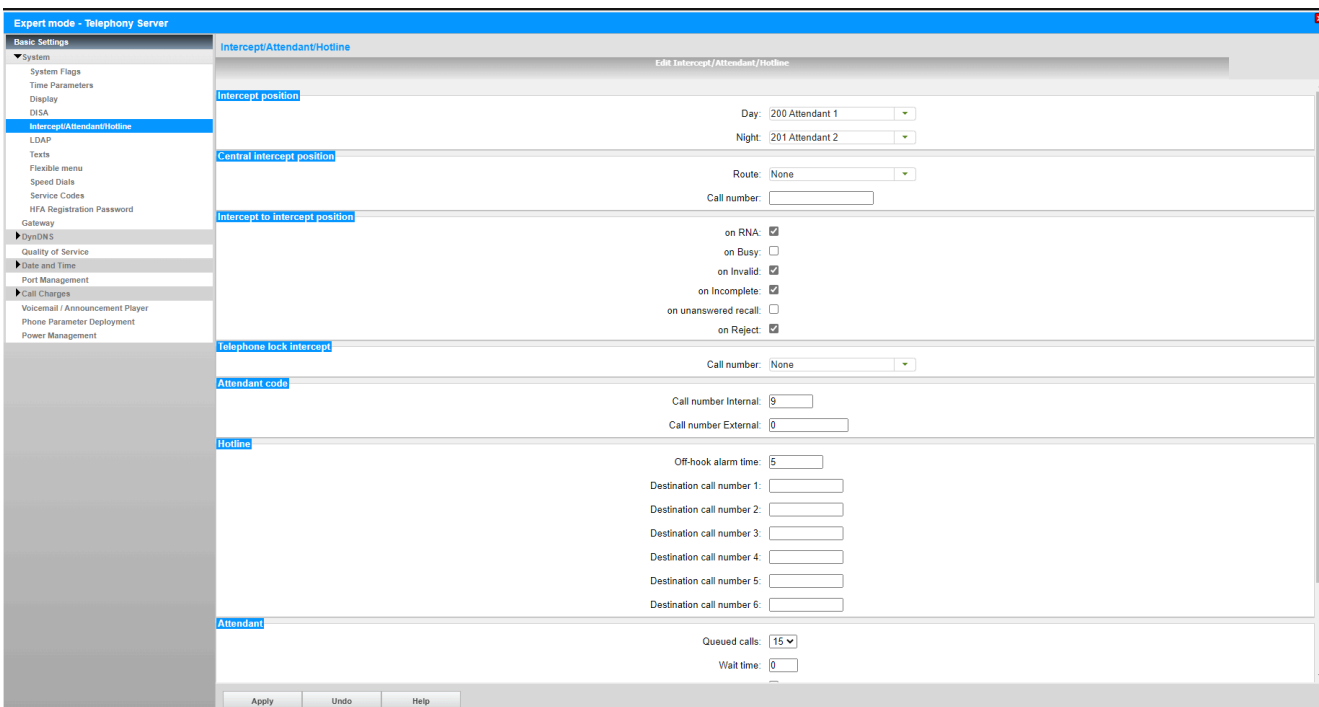 Expert mode - Telephony Server
Basic Settings
System
System Flags
Time Parameters
Display
DISA
Intercept/Attendant/Hotline
LDAP
Texts
Flexible menu
Speed Dials
Service Codes
HFA Registration Password
Gateway
DynDNS
Quality of Service
Date and Time
Port Management
Call Charges
Voicemail / Announcement Player
Phone Parameter Deployment
Power Management
Intercept/Attendant/Hotline
Edit Intercept/Attendant/Hotline
Intercept position
Day: 200 Attendant 1
Night: 201 Attendant 2
Central intercept position
Route: None
Call number:
Intercept to intercept position
on RNA:
on Busy:
on Invalid:
on Incomplete:
on unanswered recall:
on Reject:
Telephone lock intercept
Call number: None
Attendant code
Call number Internal: 9
Call number External: 0
Hotline
Off-hook alarm time: 5
Destination call number 1:
Destination call number 2:
Destination call number 3:
Destination call number 4:
Destination call number 5:
Destination call number 6:
Attendant
Queued calls: 15
Wait time: 0
Apply Undo Help